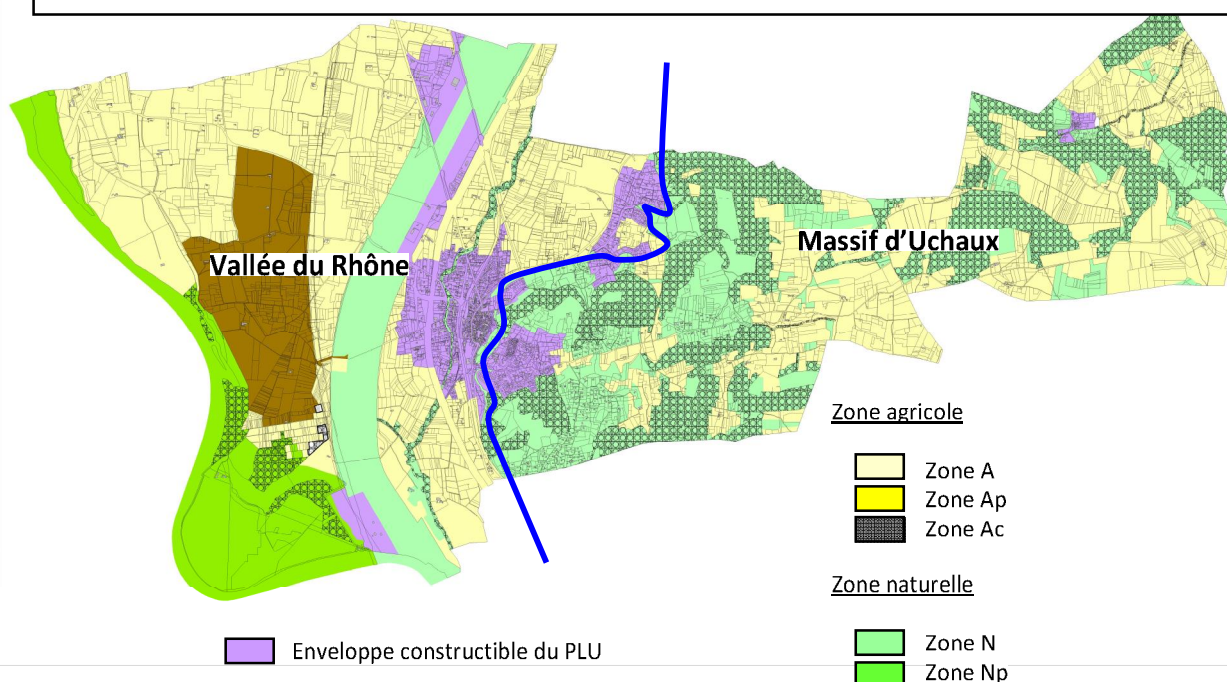 Vallée du Rhône
Massif d'Uchaux
Zone agricole
Zone A
Zone Ap
Zone Ac
Zone naturelle
Zone N
Zone Np
Enveloppe constructible du PLU